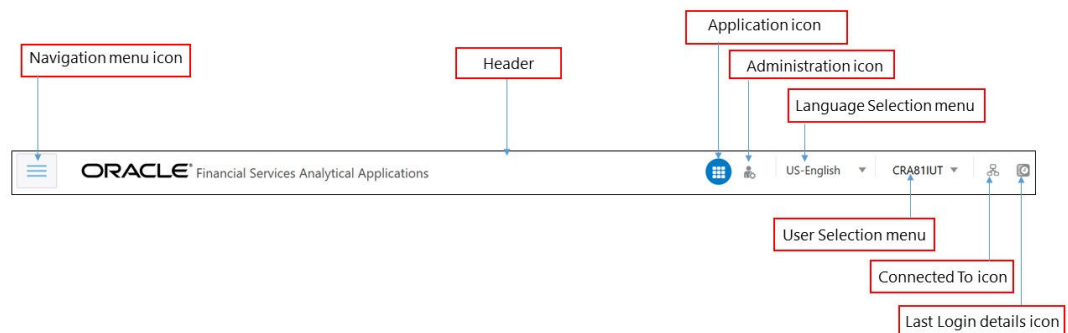 Application icon
Navigation menu icon
Header
Administration icon
Language Selection menu
ORACLE® Financial Services Analytical Applications
US-English
CRA81IUT
User Selection menu
Connected To icon
Last Login details icon